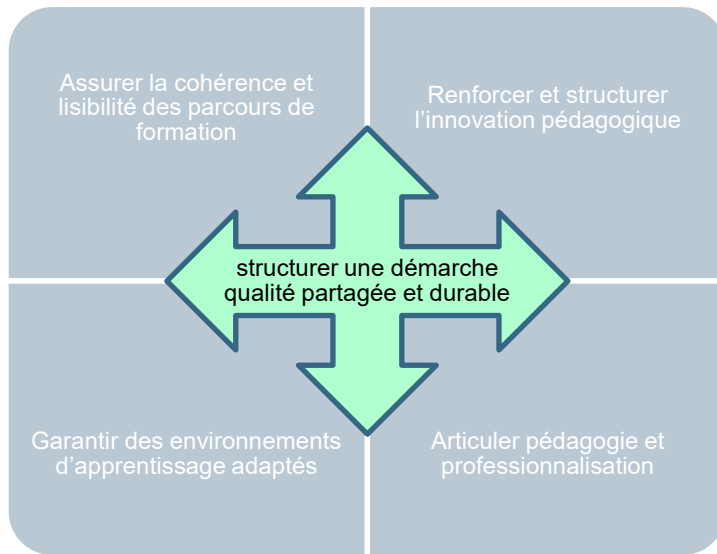 Assurer la cohérence et
lisibilité des parcours de
formation
Renforcer et structurer
l’innovation pédagogique
structurer une démarche
qualité partagée et durable
Garantir des environnements
d’apprentissage adaptés
Articuler pédagogie et
professionnalisation